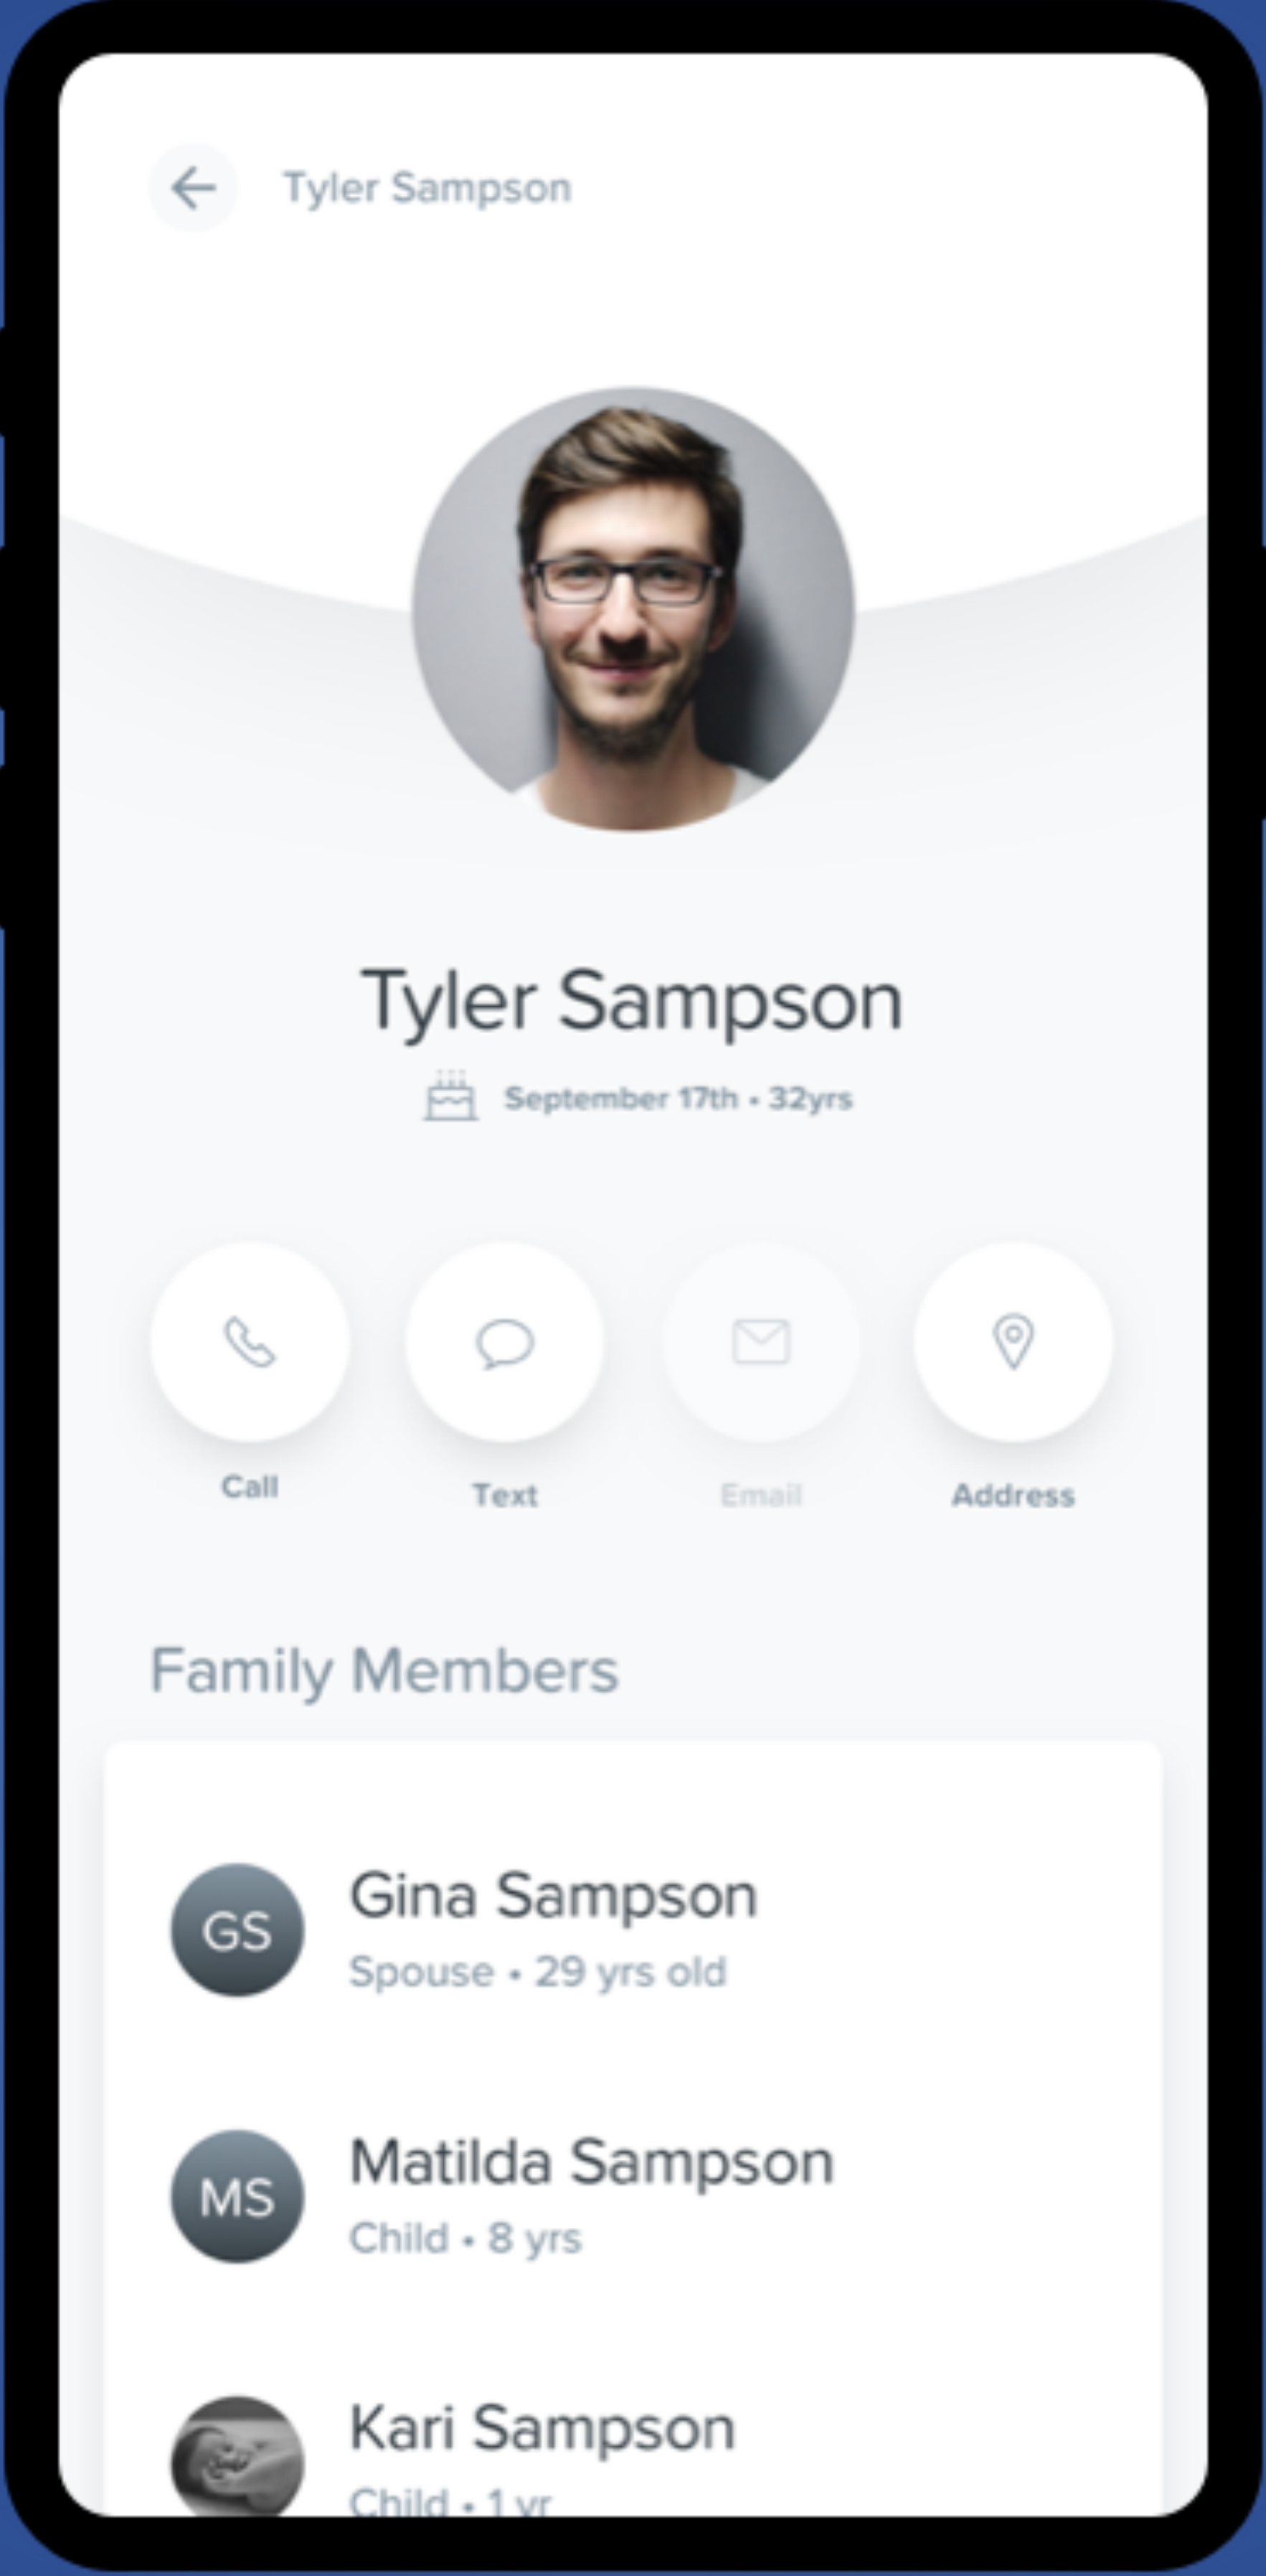 Tyler Sampson
Tyler Sampson
September 17th • 32yrs
Call Text Email Address
Family Members
GS
Gina Sampson
Spouse • 29 yrs old
MS
Matilda Sampson
Child • 8 yrs
Kari Sampson
Child • 1 yr